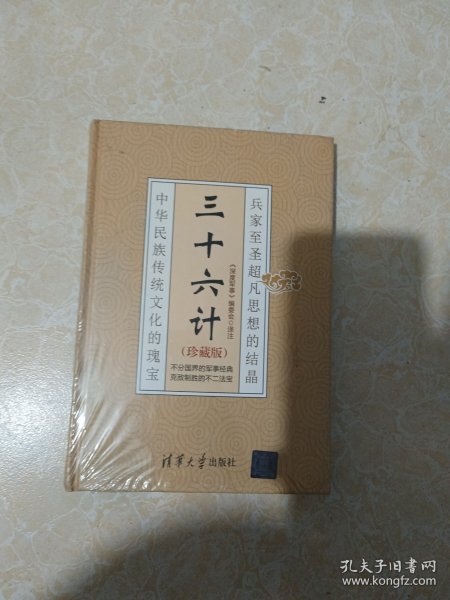 兵家至圣超凡思想的结晶
三十六计
(珍藏版)
《深度军事》编委会◎译注
不分国界的军事经典
克敌制胜的不二法宝
中华民族传统文化的瑰宝
清华大学出版社
孔夫子旧书网
www.kongfz.com